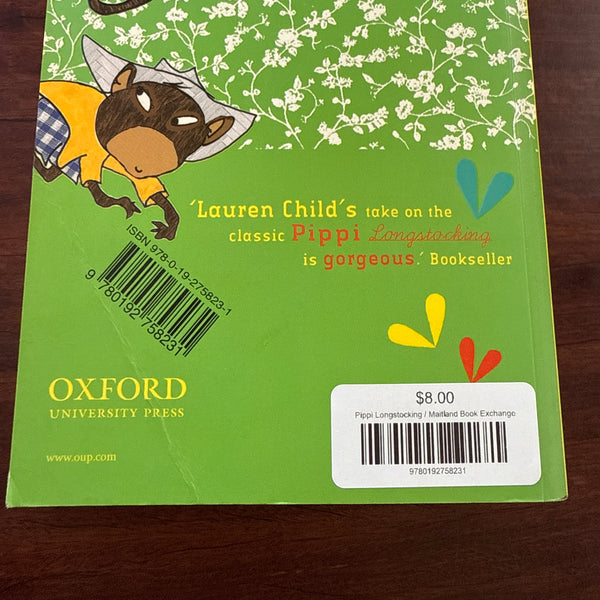 'Lauren Child's take on the
classic Pippi Longstocking
is gorgeous.' Bookseller
ISBN 978-0-19-275823-1
9 780192 758231
OXFORD
UNIVERSITY PRESS
www.oup.com
$8.00
Pippi Longstocking / Maitland Book Exchange
9780192758231